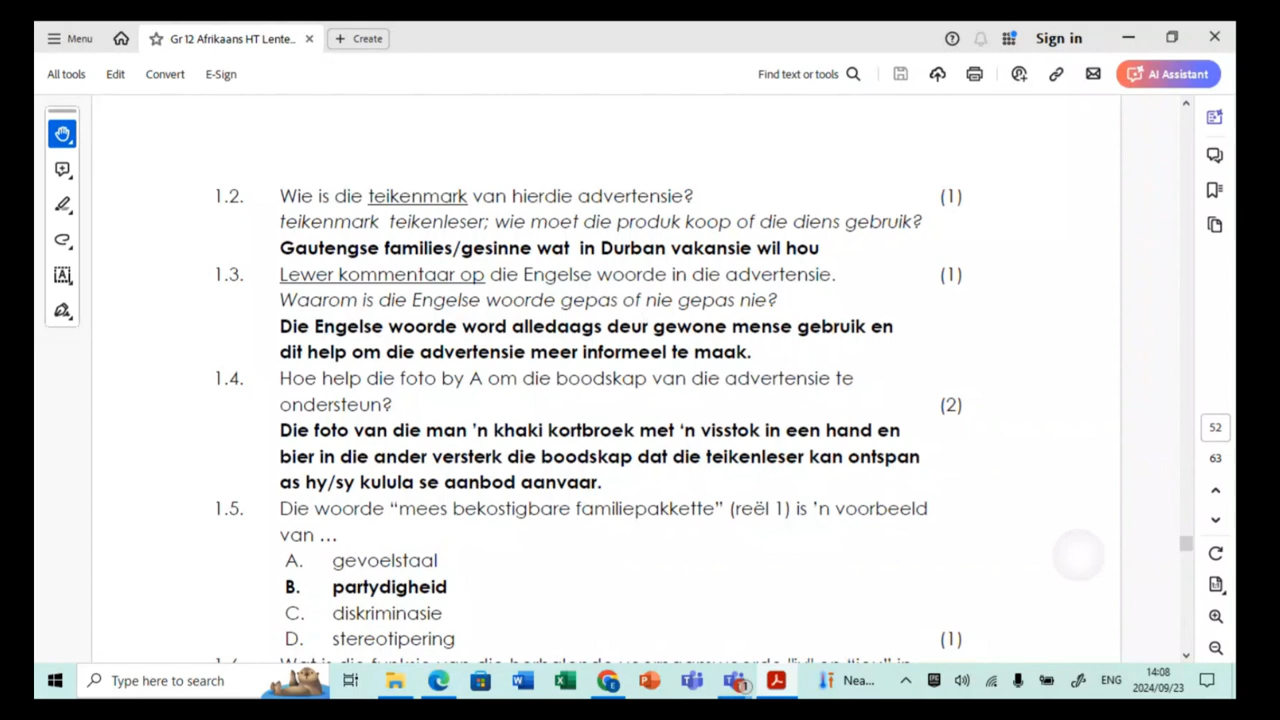 Menu
Gr 12 Afrikaans HT Lente...
Create
Sign in
All tools Edit Convert E-Sign
Find text or tools
AI Assistant
1.2. Wie is die teikenmark van hierdie advertensie? (1)
teikenmark teikenleser; wie moet die produk koop of die diens gebruik?
Gautengse families/gesinne wat in Durban vakansie wil hou
1.3. Lewer kommentaar op die Engelse woorde in die advertensie. (1)
Waarom is die Engelse woorde gepas of nie gepas nie?
Die Engelse woorde word alledaags deur gewone mense gebruik en
dit help om die advertensie meer informeel te maak.
1.4. Hoe help die foto by A om die boodskap van die advertensie te
ondersteun? (2)
Die foto van die man 'n khaki kortbroek met 'n visstok in een hand en
bier in die ander versterk die boodskap dat die teikenleser kan ontspan
as hy/sy kulula se aanbod aanvaar.
1.5. Die woorde "mees bekostigbare familiepakkette" (reël 1) is 'n voorbeeld
van ...
A. gevoelstaal
B. partydigheid
C. diskriminasie
D. stereotipering (1)
52
63
Type here to search
Nea...
ENG
14:08
2024/09/23